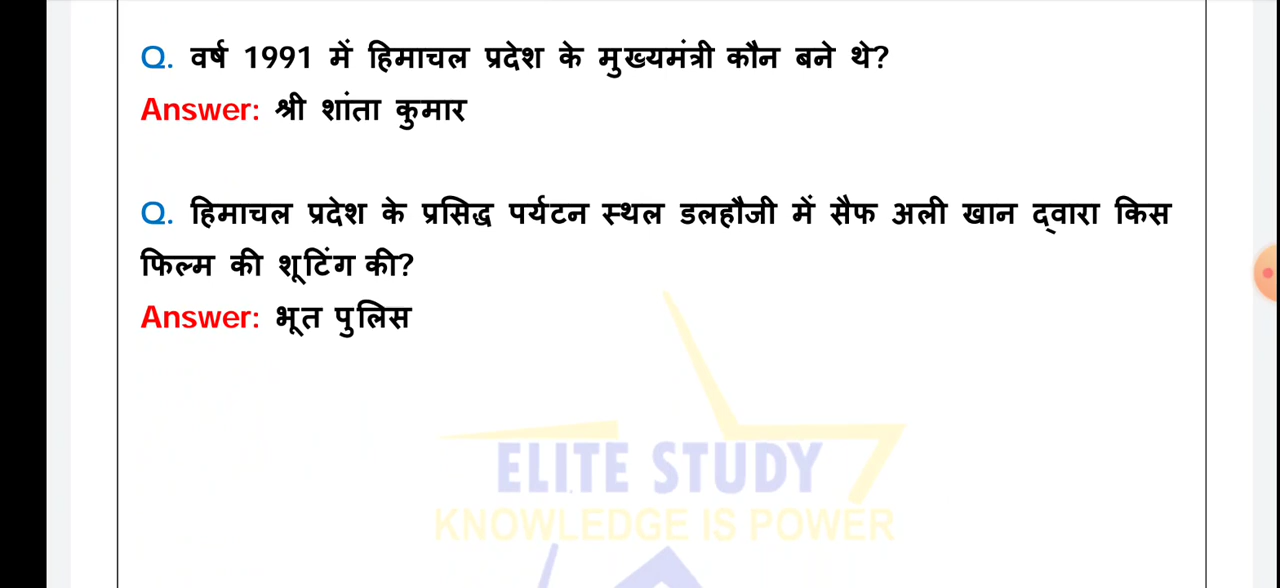 Q. वर्ष 1991 में हिमाचल प्रदेश के मुख्यमंत्री कौन बने थे?
Answer: श्री शांता कुमार
Q. हिमाचल प्रदेश के प्रसिद्ध पर्यटन स्थल डलहौजी में सैफ अली खान द्वारा किस
फिल्म की शूटिंग की?
Answer: भूत पुलिस
ELITE STUDY
KNOWLEDGE IS POWER